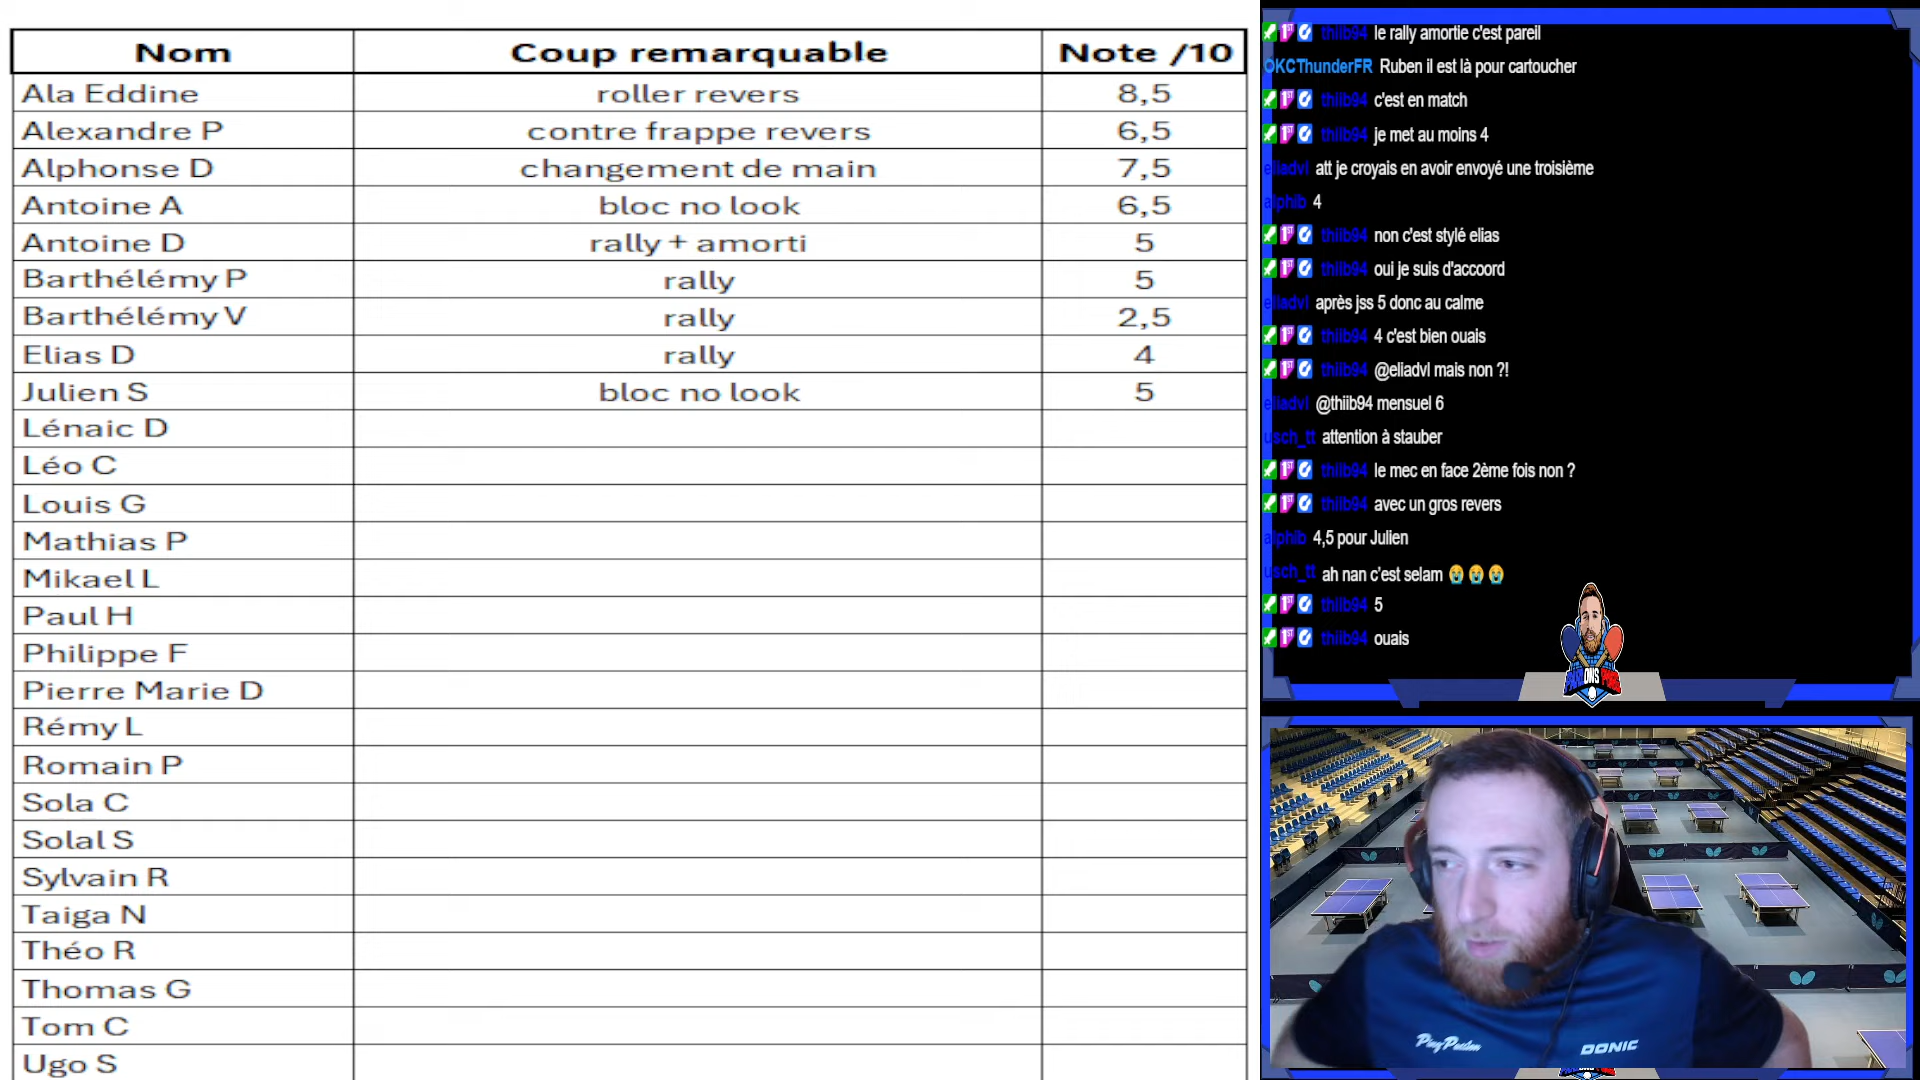 Nom Coup remarquable Note /10
Ala Eddine roller revers 8,5
Alexandre P contre frappe revers 6,5
Alphonse D changement de main 7,5
Antoine A bloc no look 6,5
Antoine D rally + amorti 5
Barthélémy P rally 5
Barthélémy V rally 2,5
Elias D rally 4
Julien S bloc no look 5
Lénaic D
Léo C
Louis G
Mathias P
Mikael L
Paul H
Philippe F
Pierre Marie D
Rémy L
Romain P
Sola C
Solal S
Sylvain R
Taiga N
Théo R
Thomas G
Tom C
Ugo S
thiib94 le rally amortie c'est pareil
OKCThunderFR Ruben il est là pour cartoucher
thiib94 c'est en match
thiib94 je met au moins 4
eliadvl att je croyais en avoir envoyé une troisième
alphib 4
thiib94 non c'est stylé elias
thiib94 oui je suis d'accoord
eliadvl après jss 5 donc au calme
thiib94 4 c'est bien ouais
thiib94 @eliadvl mais non ?!
eliadvl @thiib94 mensuel 6
usch_tt attention à stauber
thiib94 le mec en face 2ème fois non ?
thiib94 avec un gros revers
alphib 4,5 pour Julien
usch_tt ah nan c'est selam 😭😭😭
thiib94 5
thiib94 ouais
PingPassion
DONIC